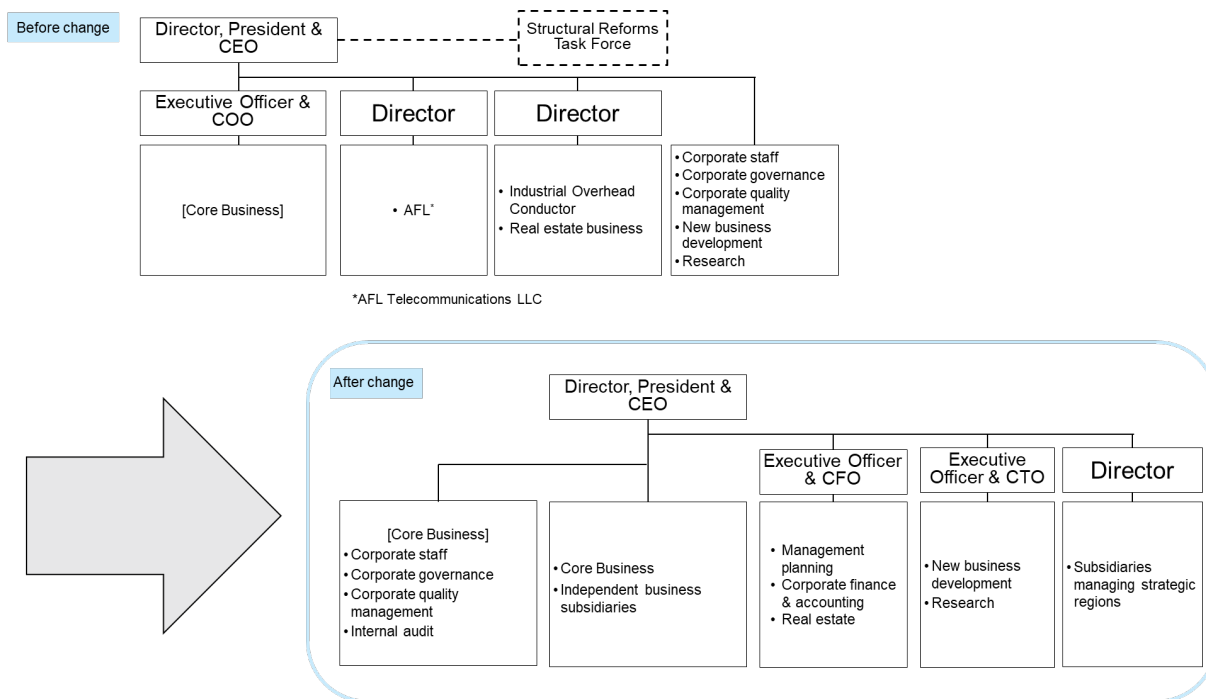 Before change
Director, President &
CEO
Structural Reforms
Task Force
Executive Officer &
COO
Director
Director
[Core Business]
• AFL*
• Industrial Overhead
Conductor
• Real estate business
• Corporate staff
• Corporate governance
• Corporate quality
management
• New business
development
• Research
*AFL Telecommunications LLC
After change
Director, President &
CEO
Executive Officer
& CFO
Executive
Officer & CTO
Director
[Core Business]
• Corporate staff
• Corporate governance
• Corporate quality
management
• Internal audit
• Core Business
• Independent business
subsidiaries
• Management
planning
• Corporate finance
& accounting
• Real estate
• New business
development
• Research
• Subsidiaries
managing strategic
regions